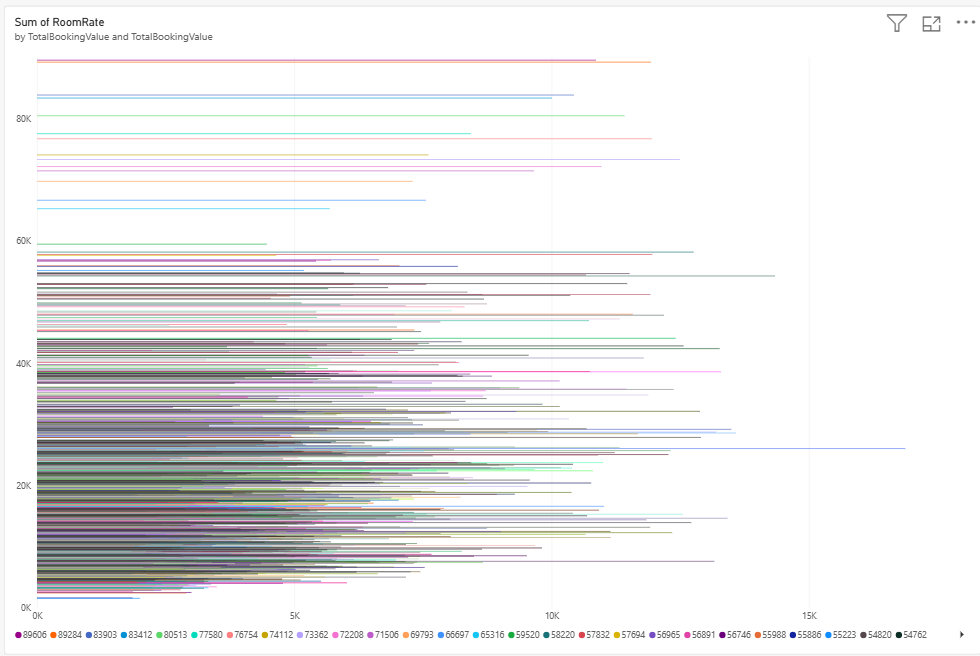 Sum of RoomRate
by TotalBookingValue and TotalBookingValue
80K
60K
40K
20K
0K
0K 5K 10K 15K
89606 89284 83903 83412 80513 77580 76754 74112 73362 72208 71506 69793 66697 65316 59520 58220 57832 57694 56965 56891 56746 55988 55886 55223 54820 54762